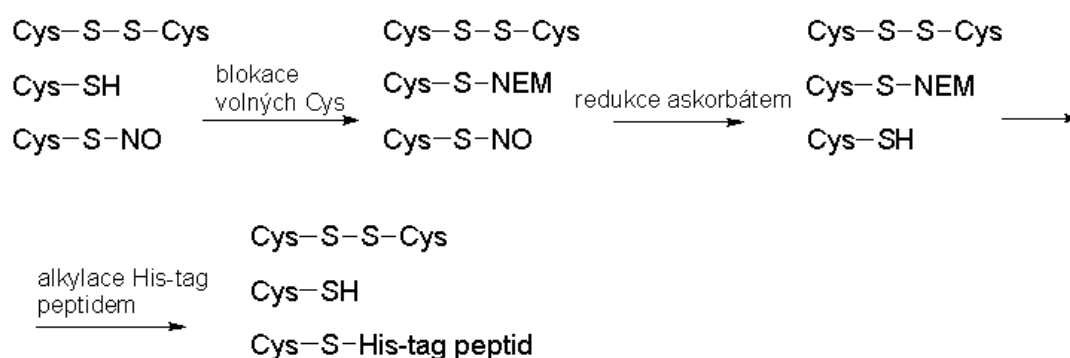 Cys–S–S–Cys
Cys–SH
Cys–S–NO
blokace
volných Cys
Cys–S–S–Cys
Cys–S–NEM
Cys–S–NO
redukce askorbátem
Cys–S–S–Cys
Cys–S–NEM
Cys–SH
alkylace His-tag
peptidem
Cys–S–S–Cys
Cys–SH
Cys–S–His-tag peptid